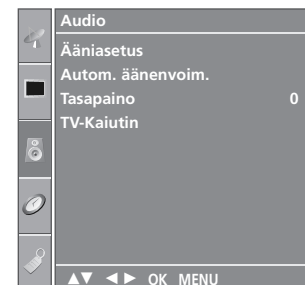 Audio
Ääniasetus
Autom. äänenvoim.
Tasapaino 0
TV-Kaiutin
▲▼ ◄► OK MENU